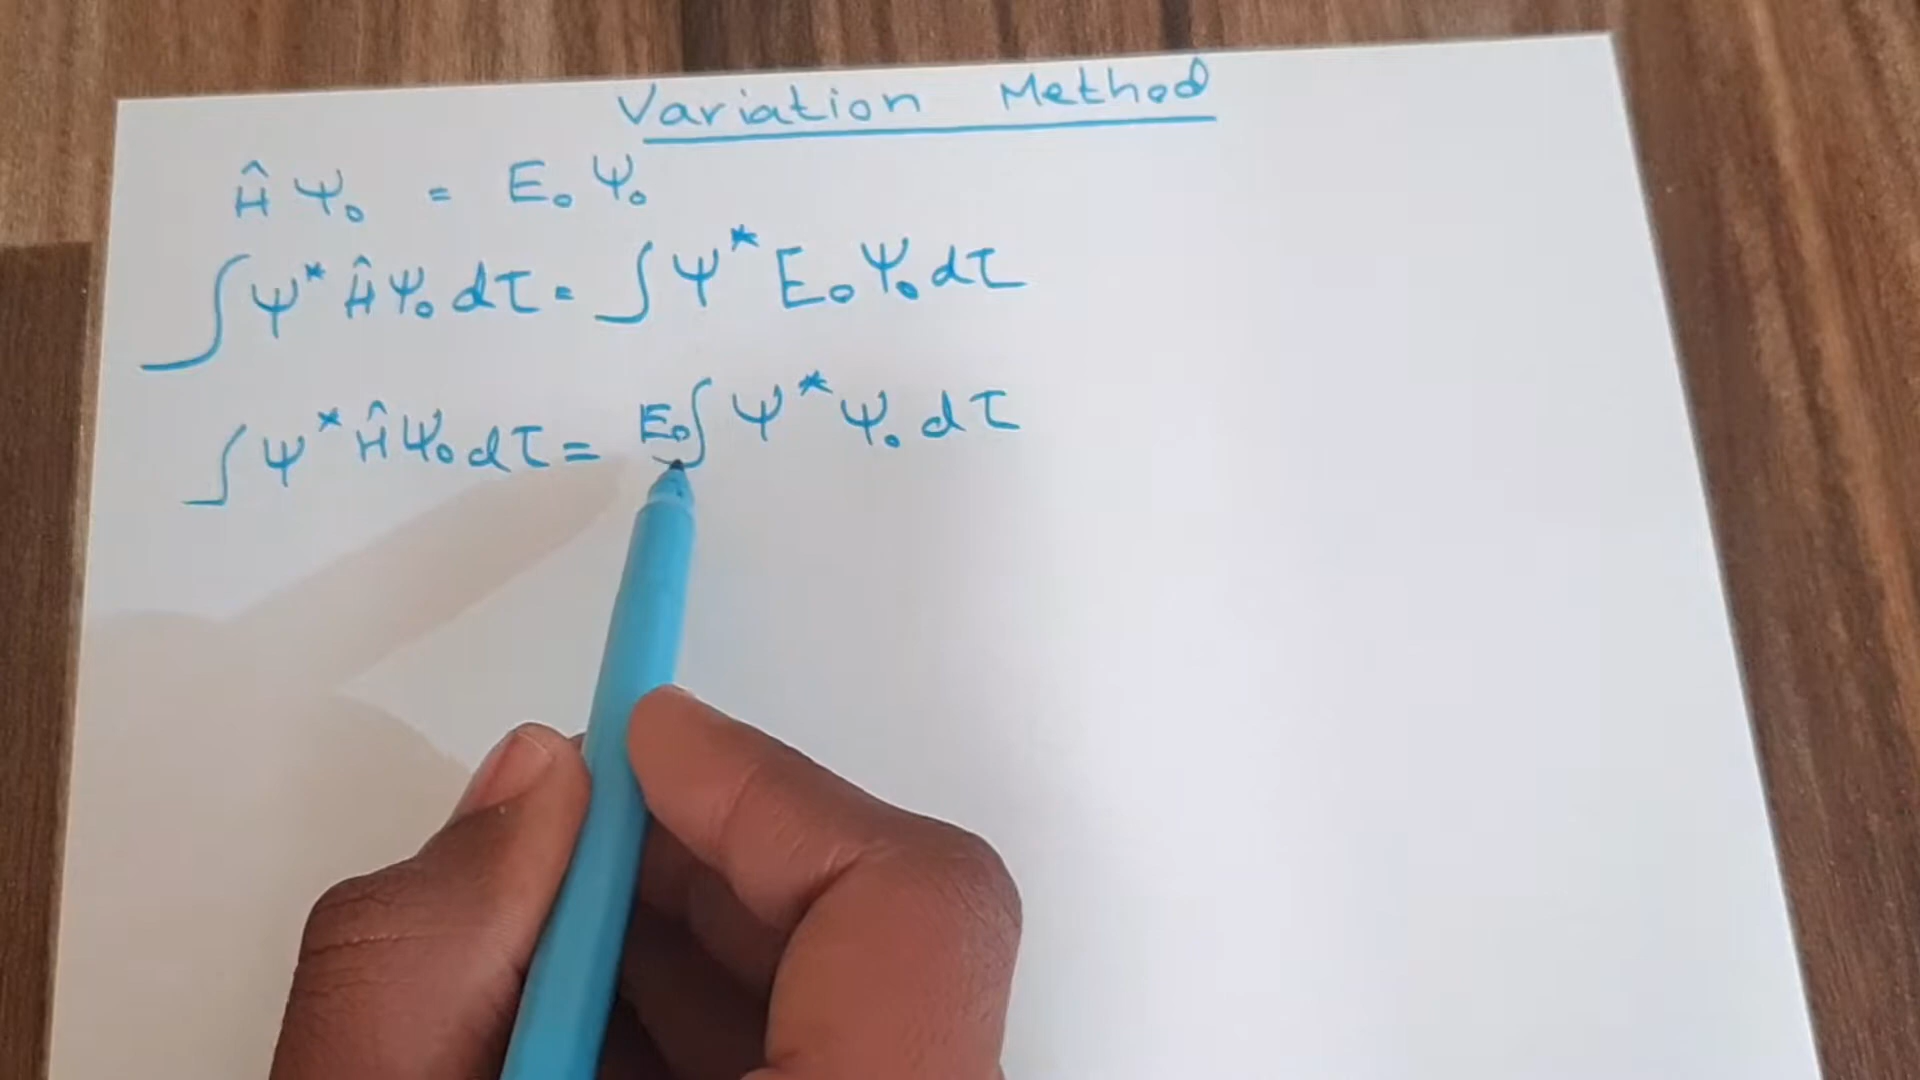 Variation Method
Ĥ Ψ₀ = E₀ Ψ₀
∫ Ψ* Ĥ Ψ₀ dτ = ∫ Ψ* E₀ Ψ₀ dτ
∫ Ψ* Ĥ Ψ₀ dτ = E₀ ∫ Ψ* Ψ₀ dτ